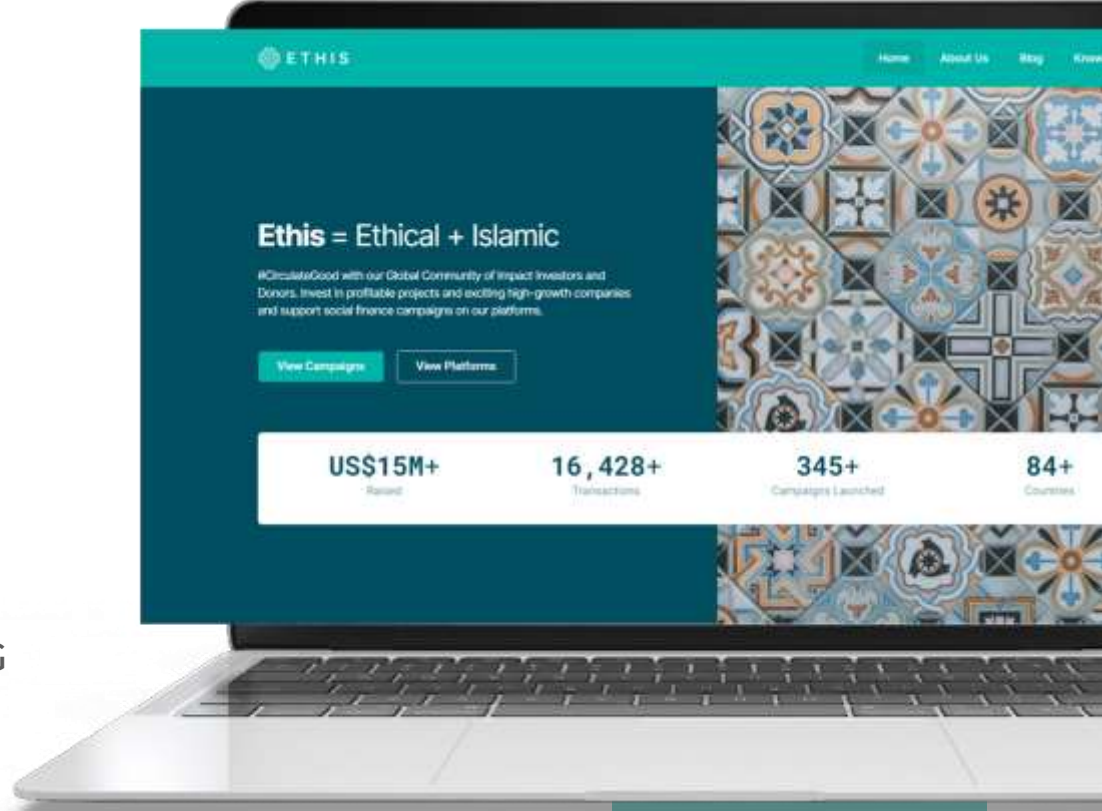 ETHIS
Home About Us Blog
Ethis = Ethical + Islamic
#CirculateGood with our Global Community of Impact Investors and
Donors. Invest in profitable projects and exciting high-growth companies
and support social finance campaigns on our platforms.
View Campaigns View Platforms
US$15M+ 16,428+ 345+ 84+
Raised Transactions Campaigns Launched Countries
G